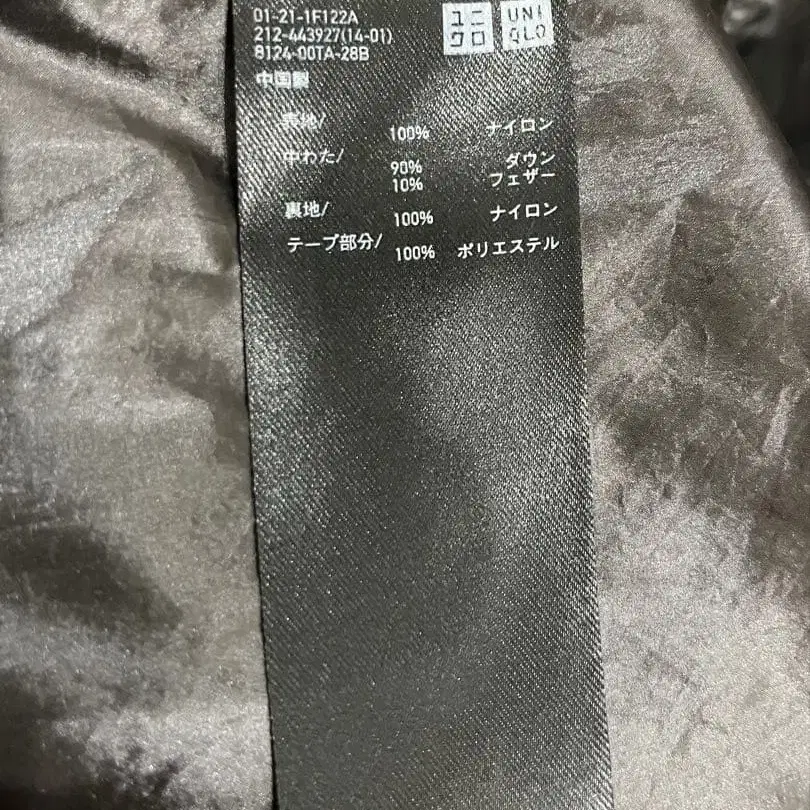 01-21-1F122A
212-443927(14-01)
8124-00TA-28B
中国製
ユニ
クロ
UNI
QLO
表地/ 100% ナイロン
中わた/ 90% ダウン
10% フェザー
裏地/ 100% ナイロン
テープ部分/ 100% ポリエステル